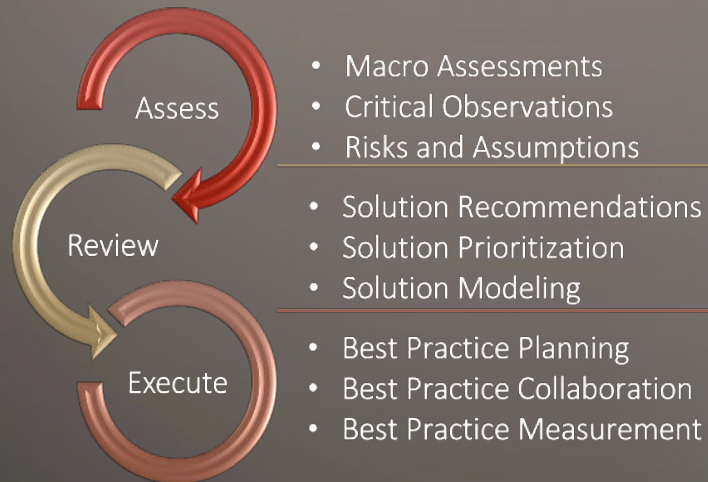 Assess
• Macro Assessments
• Critical Observations
• Risks and Assumptions
Review
• Solution Recommendations
• Solution Prioritization
• Solution Modeling
Execute
• Best Practice Planning
• Best Practice Collaboration
• Best Practice Measurement